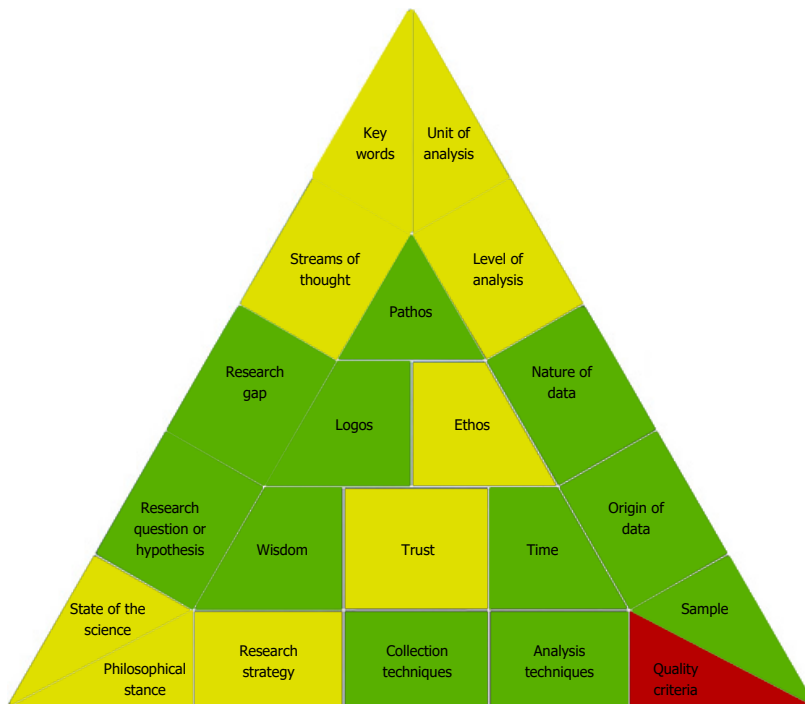 Key
words
Unit of
analysis
Streams of
thought
Level of
analysis
Pathos
Research
gap
Nature of
data
Logos
Ethos
Research
question or
hypothesis
Origin of
data
Wisdom
Trust
Time
State of the
science
Sample
Philosophical
stance
Research
strategy
Collection
techniques
Analysis
techniques
Quality
criteria